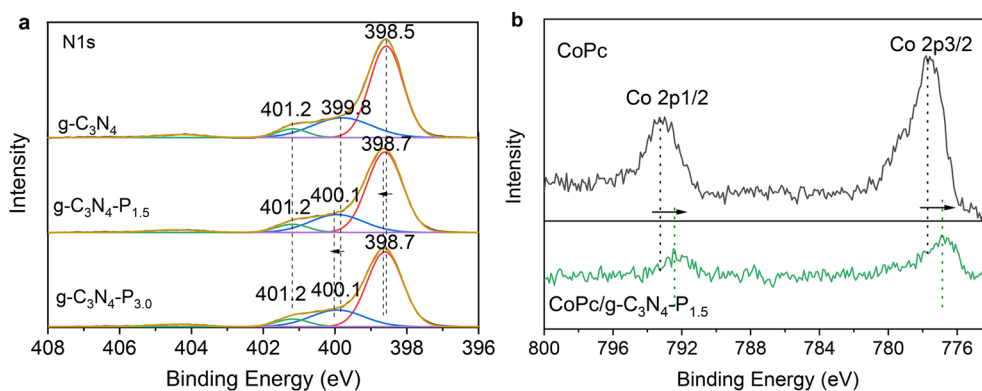 a
N1s
398.5
401.2
399.8
g-C₃N₄
398.7
401.2
400.1
g-C₃N₄-P₁.₅
398.7
401.2
400.1
g-C₃N₄-P₃.₀
408 406 404 402 400 398 396
Binding Energy (eV)
Intensity
b
CoPc
Co 2p3/2
Co 2p1/2
CoPc/g-C₃N₄-P₁.₅
800 796 792 788 784 780 776
Binding Energy (eV)
Intensity